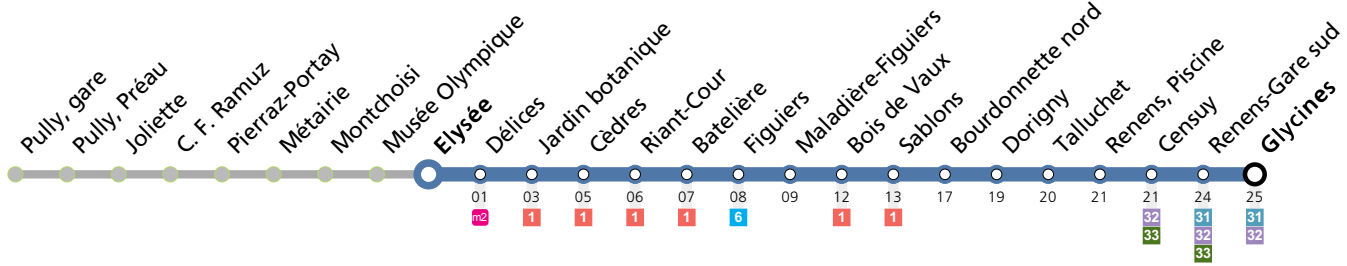 Pully, gare
Pully, Préau
Joliette
C. F. Ramuz
Pierraz-Portay
Métairie
Montchoisi
Musée Olympique
Elysée
Délices
Jardin botanique
Cèdres
Riant-Cour
Batelière
Figuiers
Maladière-Figuiers
Bois de Vaux
Sablons
Bourdonnette nord
Dorigny
Talluchet
Renens, Piscine
Censuy
Renens-Gare sud
Glycines
01 03 05 06 07 08 09 12 13 17 19 20 21 21 24 25
m2 1 1 1 1 6 1 1 32 31 31
33 32 32
33